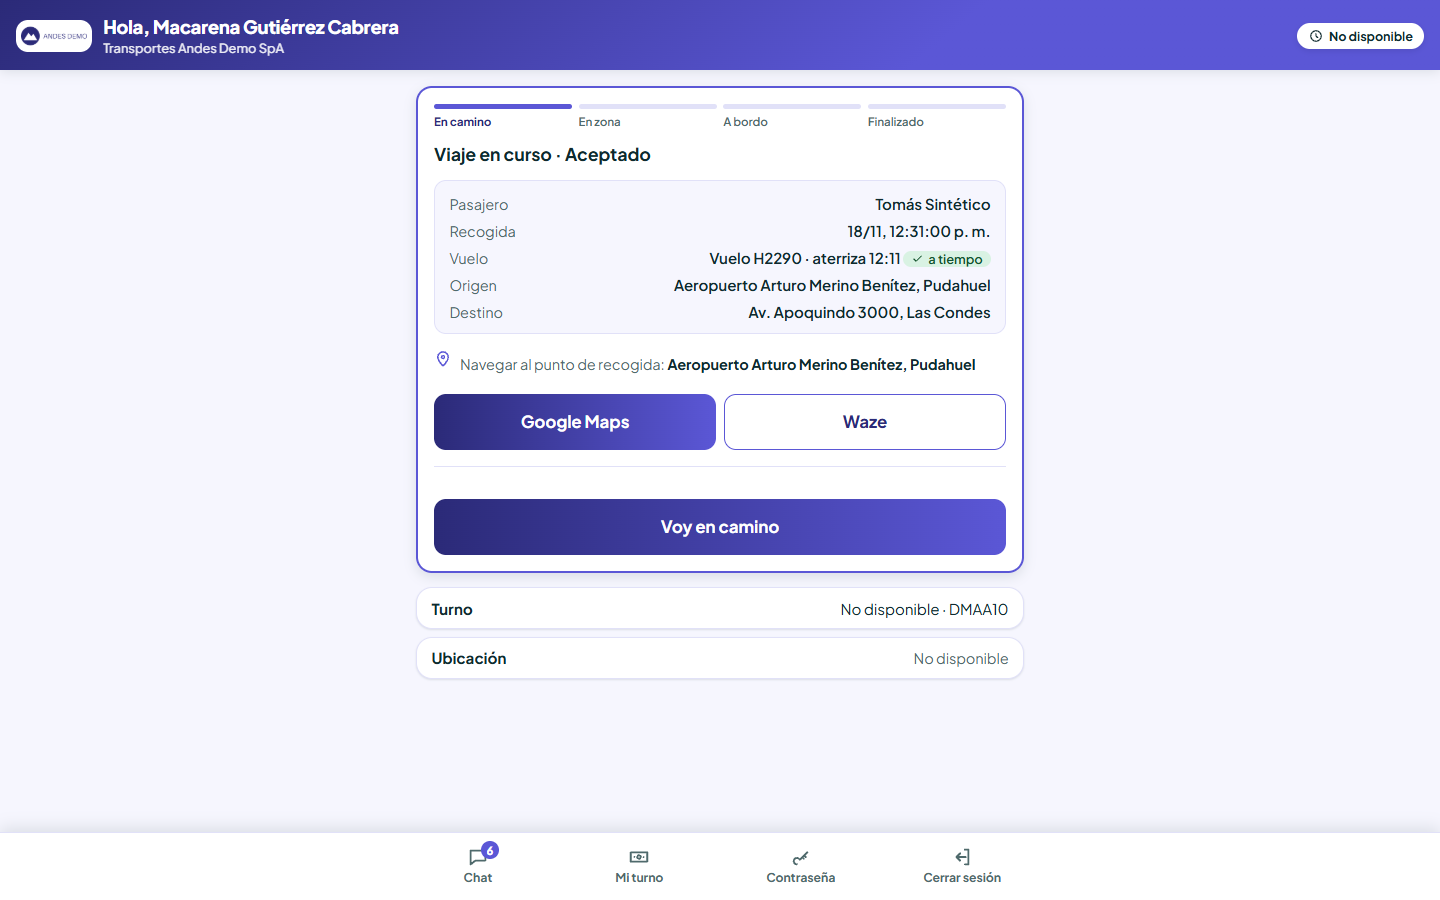 ANDES DEMO
Hola, Macarena Gutiérrez Cabrera
Transportes Andes Demo SpA
No disponible
En camino
En zona
A bordo
Finalizado
Viaje en curso · Aceptado
Pasajero Tomás Sintético
Recogida 18/11, 12:31:00 p. m.
Vuelo Vuelo H2290 · aterriza 12:11 a tiempo
Origen Aeropuerto Arturo Merino Benítez, Pudahuel
Destino Av. Apoquindo 3000, Las Condes
Navegar al punto de recogida: Aeropuerto Arturo Merino Benítez, Pudahuel
Google Maps
Waze
Voy en camino
Turno No disponible · DMAA10
Ubicación No disponible
6
Chat
Mi turno
Contraseña
Cerrar sesión